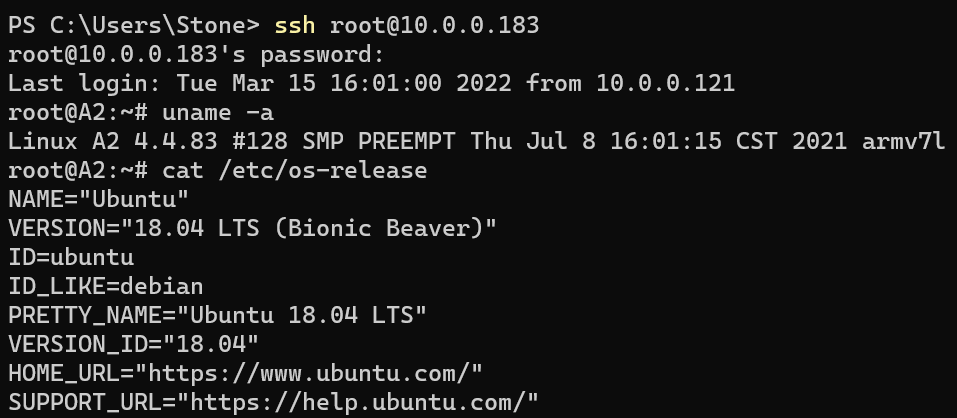 PS C:\Users\Stone> ssh root@10.0.0.183
root@10.0.0.183's password:
Last login: Tue Mar 15 16:01:00 2022 from 10.0.0.121
root@A2:~# uname -a
Linux A2 4.4.83 #128 SMP PREEMPT Thu Jul 8 16:01:15 CST 2021 armv7l
root@A2:~# cat /etc/os-release
NAME="Ubuntu"
VERSION="18.04 LTS (Bionic Beaver)"
ID=ubuntu
ID_LIKE=debian
PRETTY_NAME="Ubuntu 18.04 LTS"
VERSION_ID="18.04"
HOME_URL="https://www.ubuntu.com/"
SUPPORT_URL="https://help.ubuntu.com/"